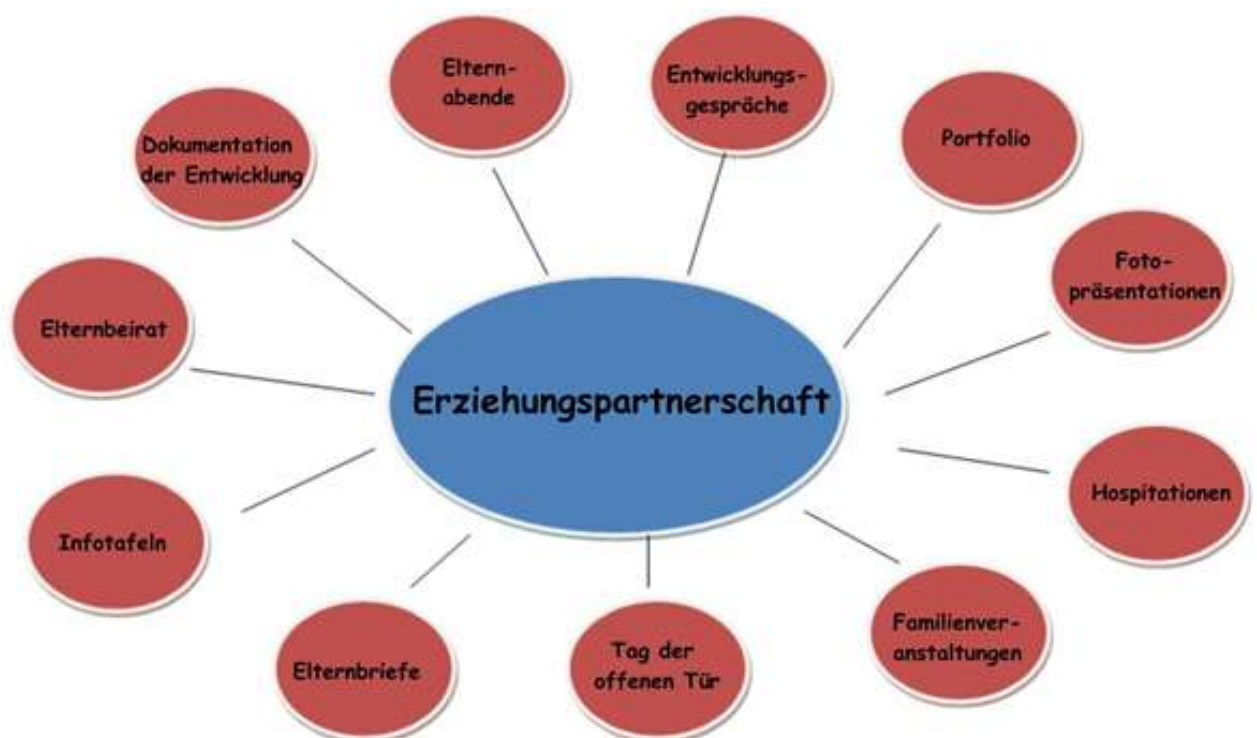 Eltern-
abende
Entwicklungs-
gespräche
Portfolio
Foto-
präsentationen
Hospitationen
Familienver-
anstaltungen
Tag der
offenen Tür
Elternbriefe
Infotafeln
Elternbeirat
Dokumentation
der Entwicklung
Erziehungspartnerschaft